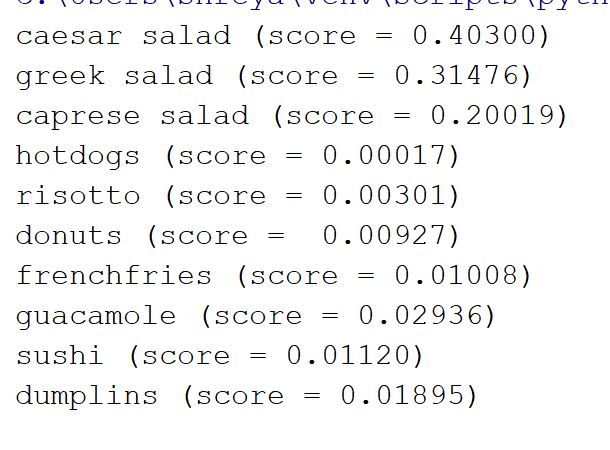 caesar salad (score = 0.40300)
greek salad (score = 0.31476)
caprese salad (score = 0.20019)
hotdogs (score = 0.00017)
risotto (score = 0.00301)
donuts (score =  0.00927)
frenchfries (score = 0.01008)
guacamole (score = 0.02936)
sushi (score = 0.01120)
dumplins (score = 0.01895)